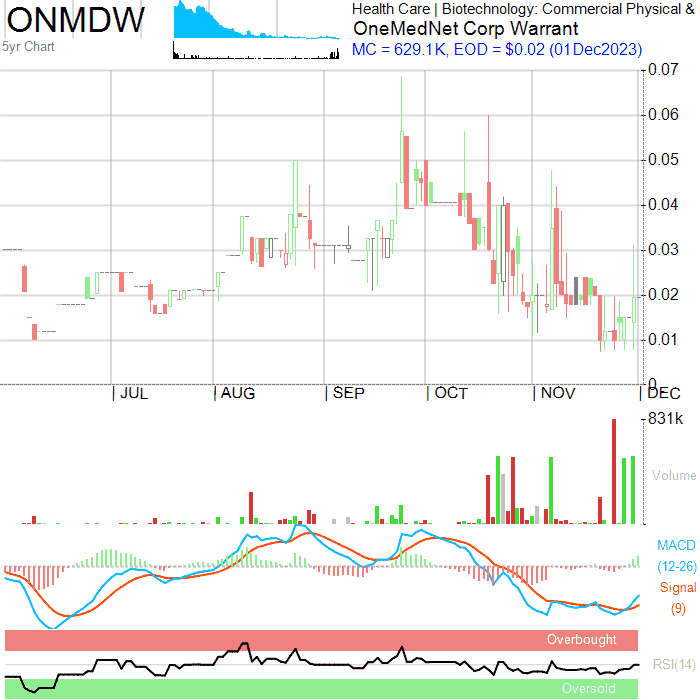 ONMDW
5yr Chart
Health Care | Biotechnology: Commercial Physical &
OneMedNet Corp Warrant
MC = 629.1K, EOD = $0.02 (01Dec2023)
0.07
0.06
0.05
0.04
0.03
0.02
0.01
0
JUL AUG SEP OCT NOV DEC
831k
Volume
MACD
(12-26)
Signal
(9)
Overbought
RSI(14)
Oversold